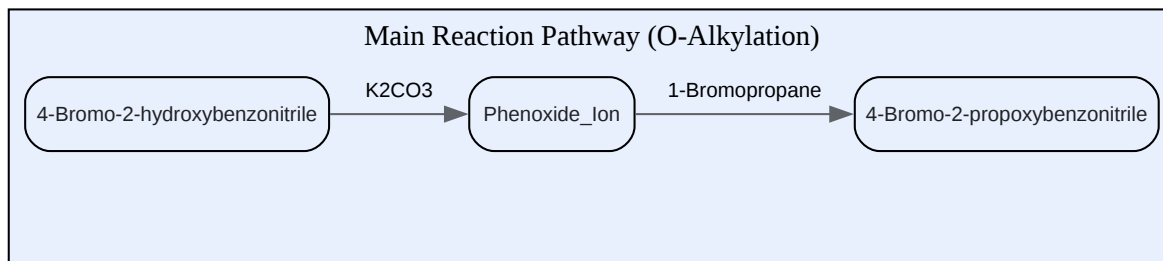 Main Reaction Pathway (O-Alkylation)
K2CO3
1-Bromopropane
4-Bromo-2-hydroxybenzonitrile
Phenoxide_Ion
4-Bromo-2-propoxybenzonitrile